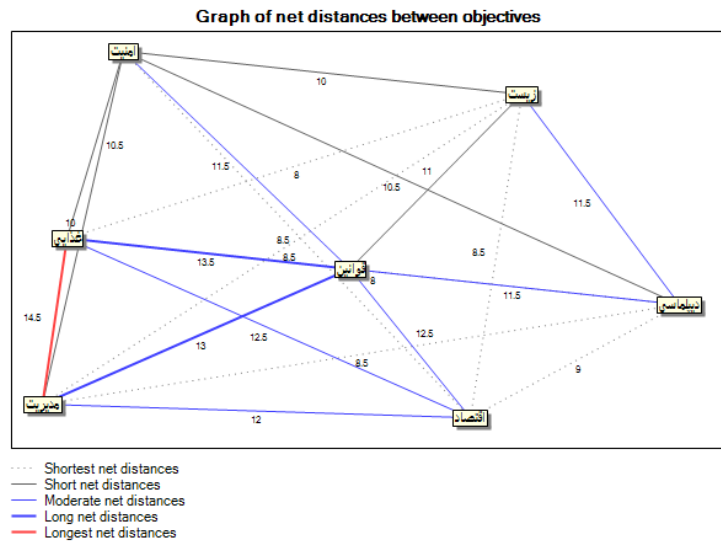 Graph of net distances between objectives
امنیت
10
زیست
10.5
11.5
8
11
10.5
11.5
10
غذایی
8.5
8.5
8.5
13.5
قوانین
8
11.5
دیپلماسی
14.5
13
12.5
12.5
8.5
9
مدیریت
12
اقتصاد
Shortest net distances
Short net distances
Moderate net distances
Long net distances
Longest net distances